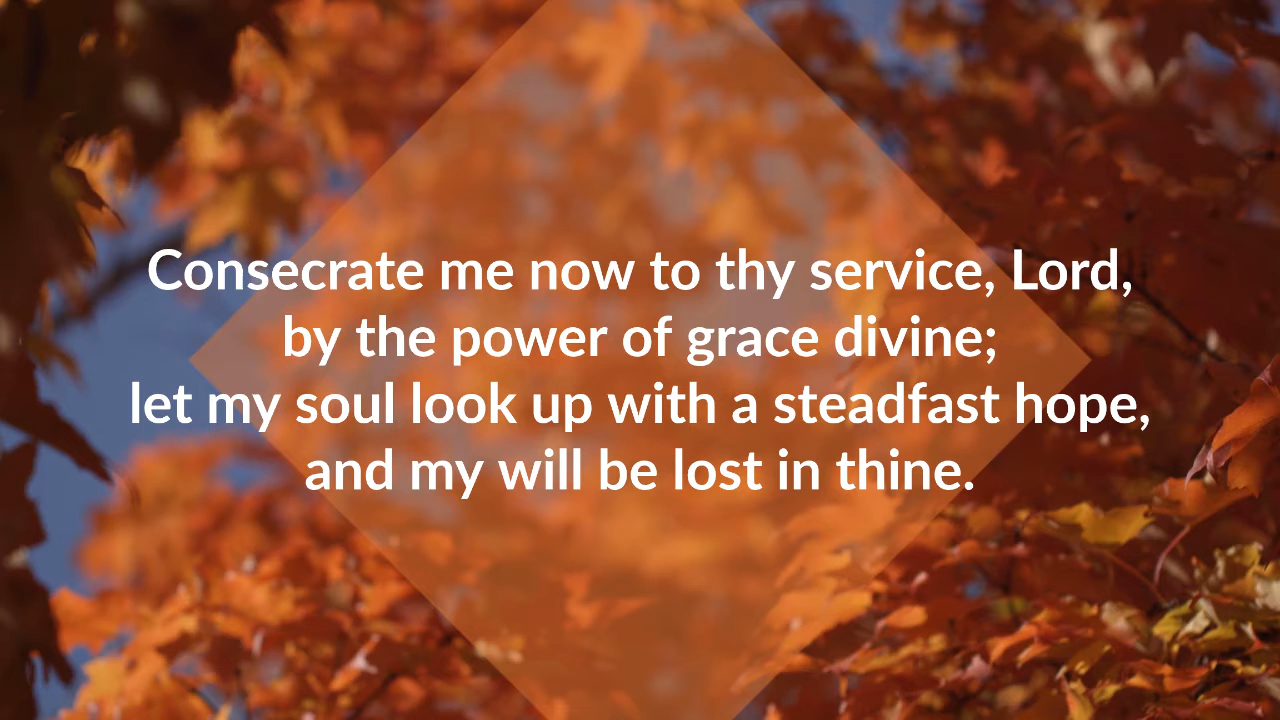 Consecrate me now to thy service, Lord,
by the power of grace divine;
let my soul look up with a steadfast hope,
and my will be lost in thine.